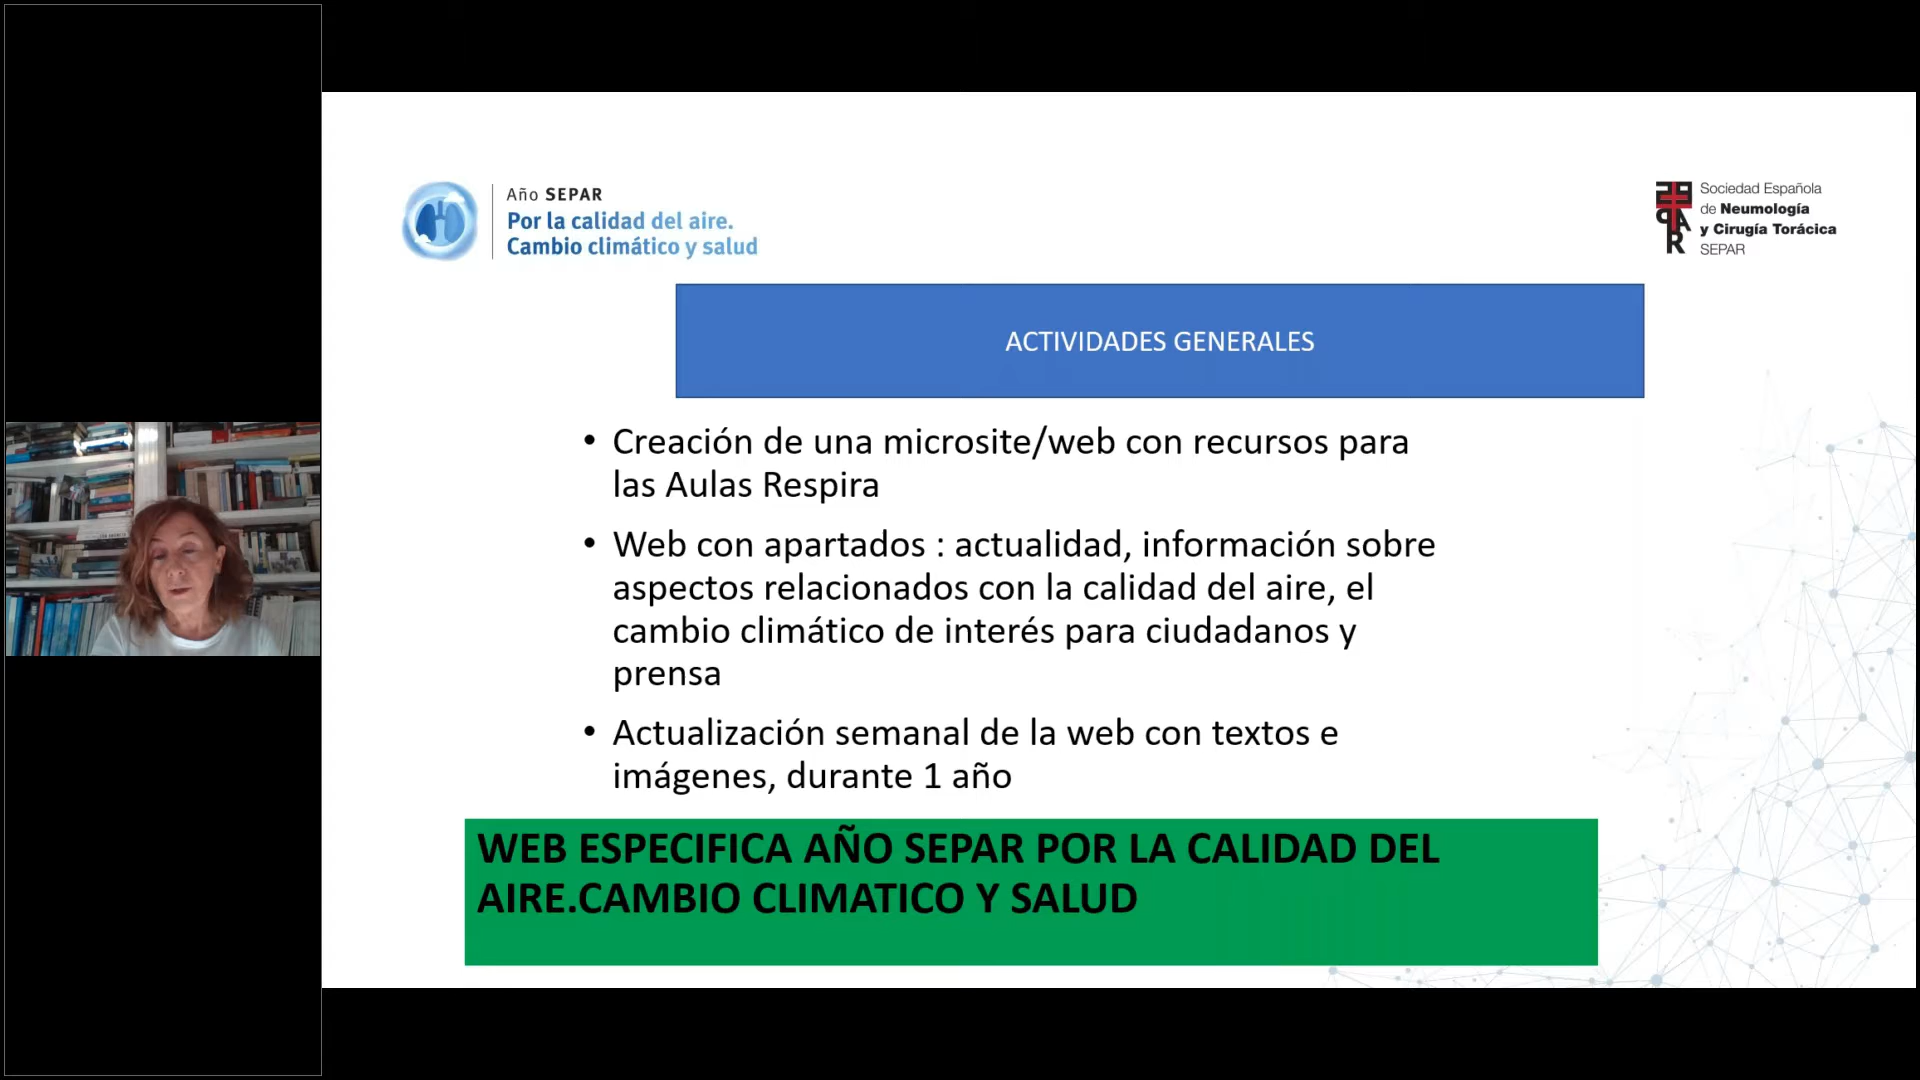 Año SEPAR
Por la calidad del aire.
Cambio climático y salud
Sociedad Española
de Neumología
y Cirugía Torácica
SEPAR
ACTIVIDADES GENERALES
• Creación de una microsite/web con recursos para
las Aulas Respira
• Web con apartados : actualidad, información sobre
aspectos relacionados con la calidad del aire, el
cambio climático de interés para ciudadanos y
prensa
• Actualización semanal de la web con textos e
imágenes, durante 1 año
WEB ESPECIFICA AÑO SEPAR POR LA CALIDAD DEL
AIRE.CAMBIO CLIMATICO Y SALUD